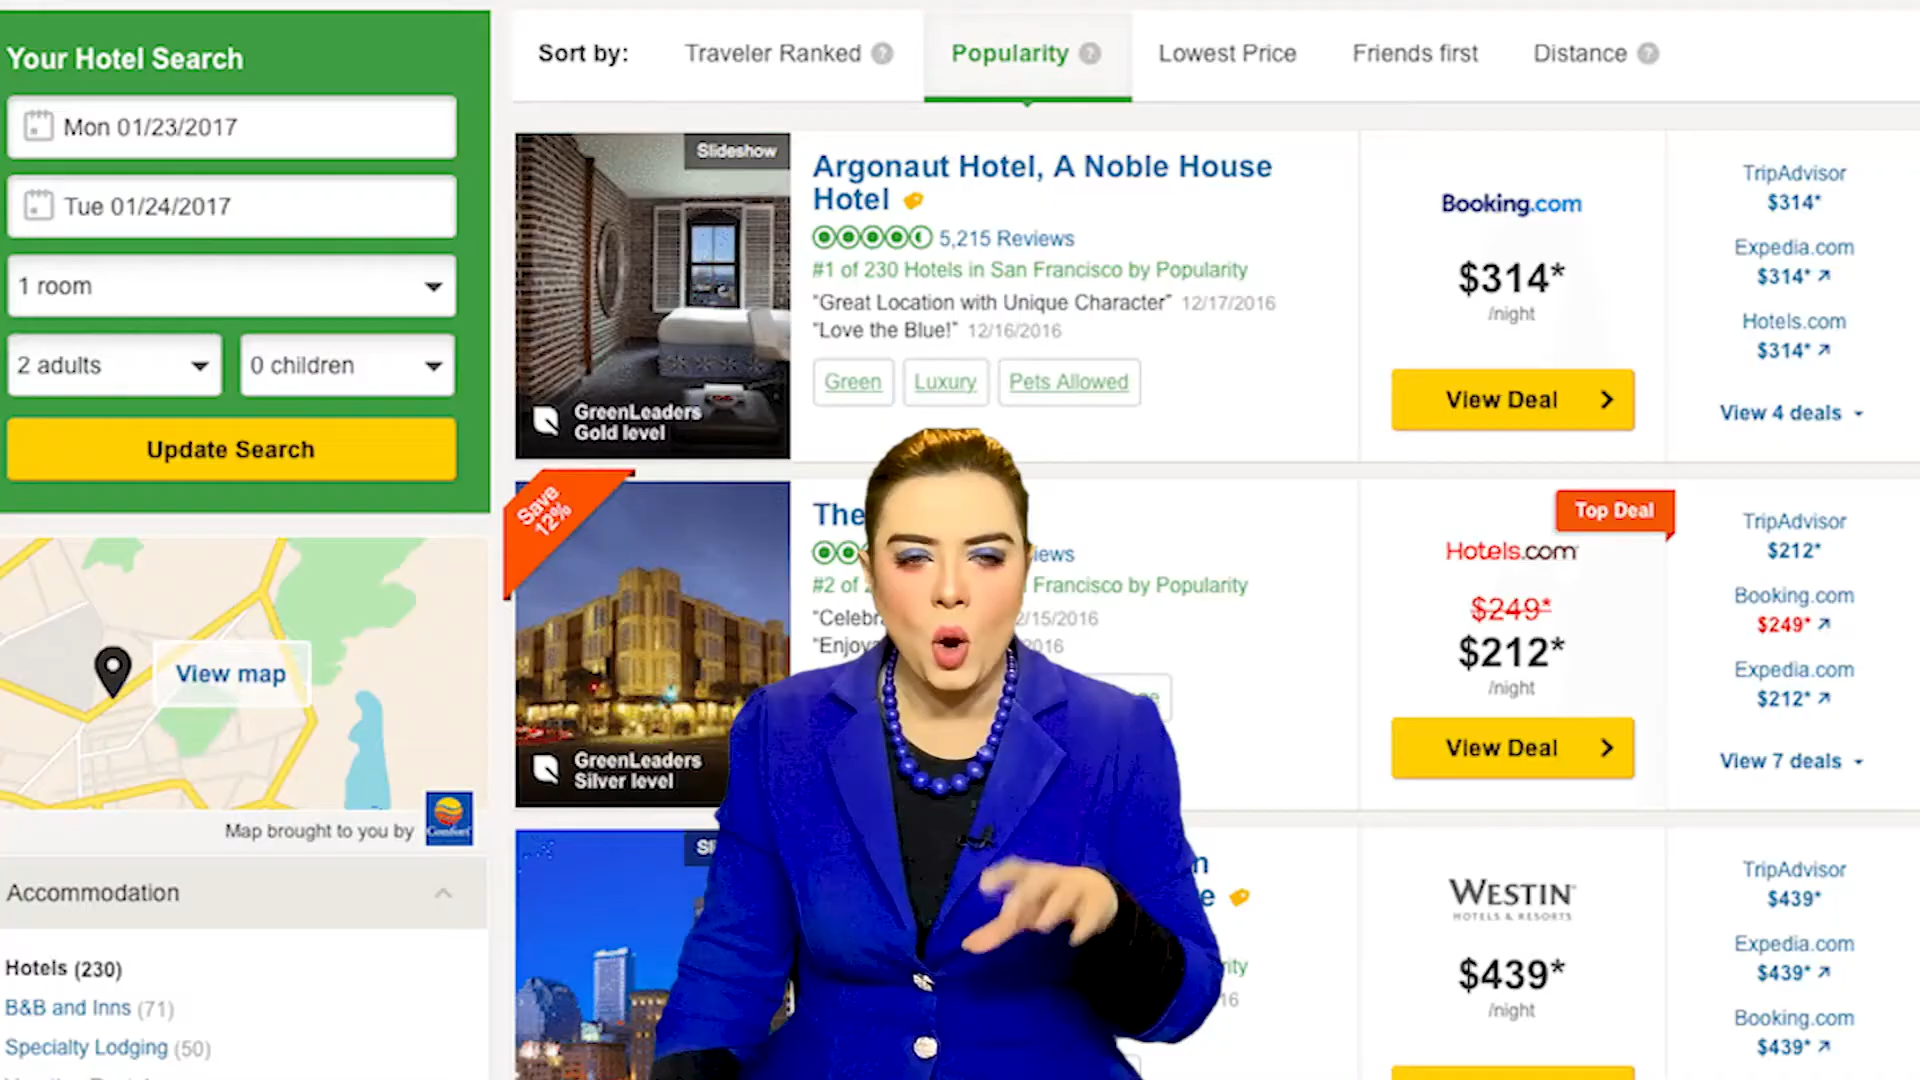 Your Hotel Search
Mon 01/23/2017
Tue 01/24/2017
1 room
2 adults
0 children
Update Search
View map
Map brought to you by
Comfort
Accommodation
Hotels (230)
B&B and Inns (71)
Specialty Lodging (50)
Sort by:
Traveler Ranked ?
Popularity ?
Lowest Price
Friends first
Distance ?
Slideshow
GreenLeaders
Gold level
Argonaut Hotel, A Noble House
Hotel
5,215 Reviews
#1 of 230 Hotels in San Francisco by Popularity
"Great Location with Unique Character" 12/17/2016
"Love the Blue!" 12/16/2016
Green
Luxury
Pets Allowed
Booking.com
$314*
/night
View Deal
TripAdvisor
$314*
Expedia.com
$314*
Hotels.com
$314*
View 4 deals
Save
12%
GreenLeaders
Silver level
The
#2 of
Francisco by Popularity
Top Deal
Hotels.com
$249*
$212*
/night
View Deal
TripAdvisor
$212*
Booking.com
$249*
Expedia.com
$212*
View 7 deals
WESTIN
HOTELS & RESORTS
$439*
/night
TripAdvisor
$439*
Expedia.com
$439*
Booking.com
$439*